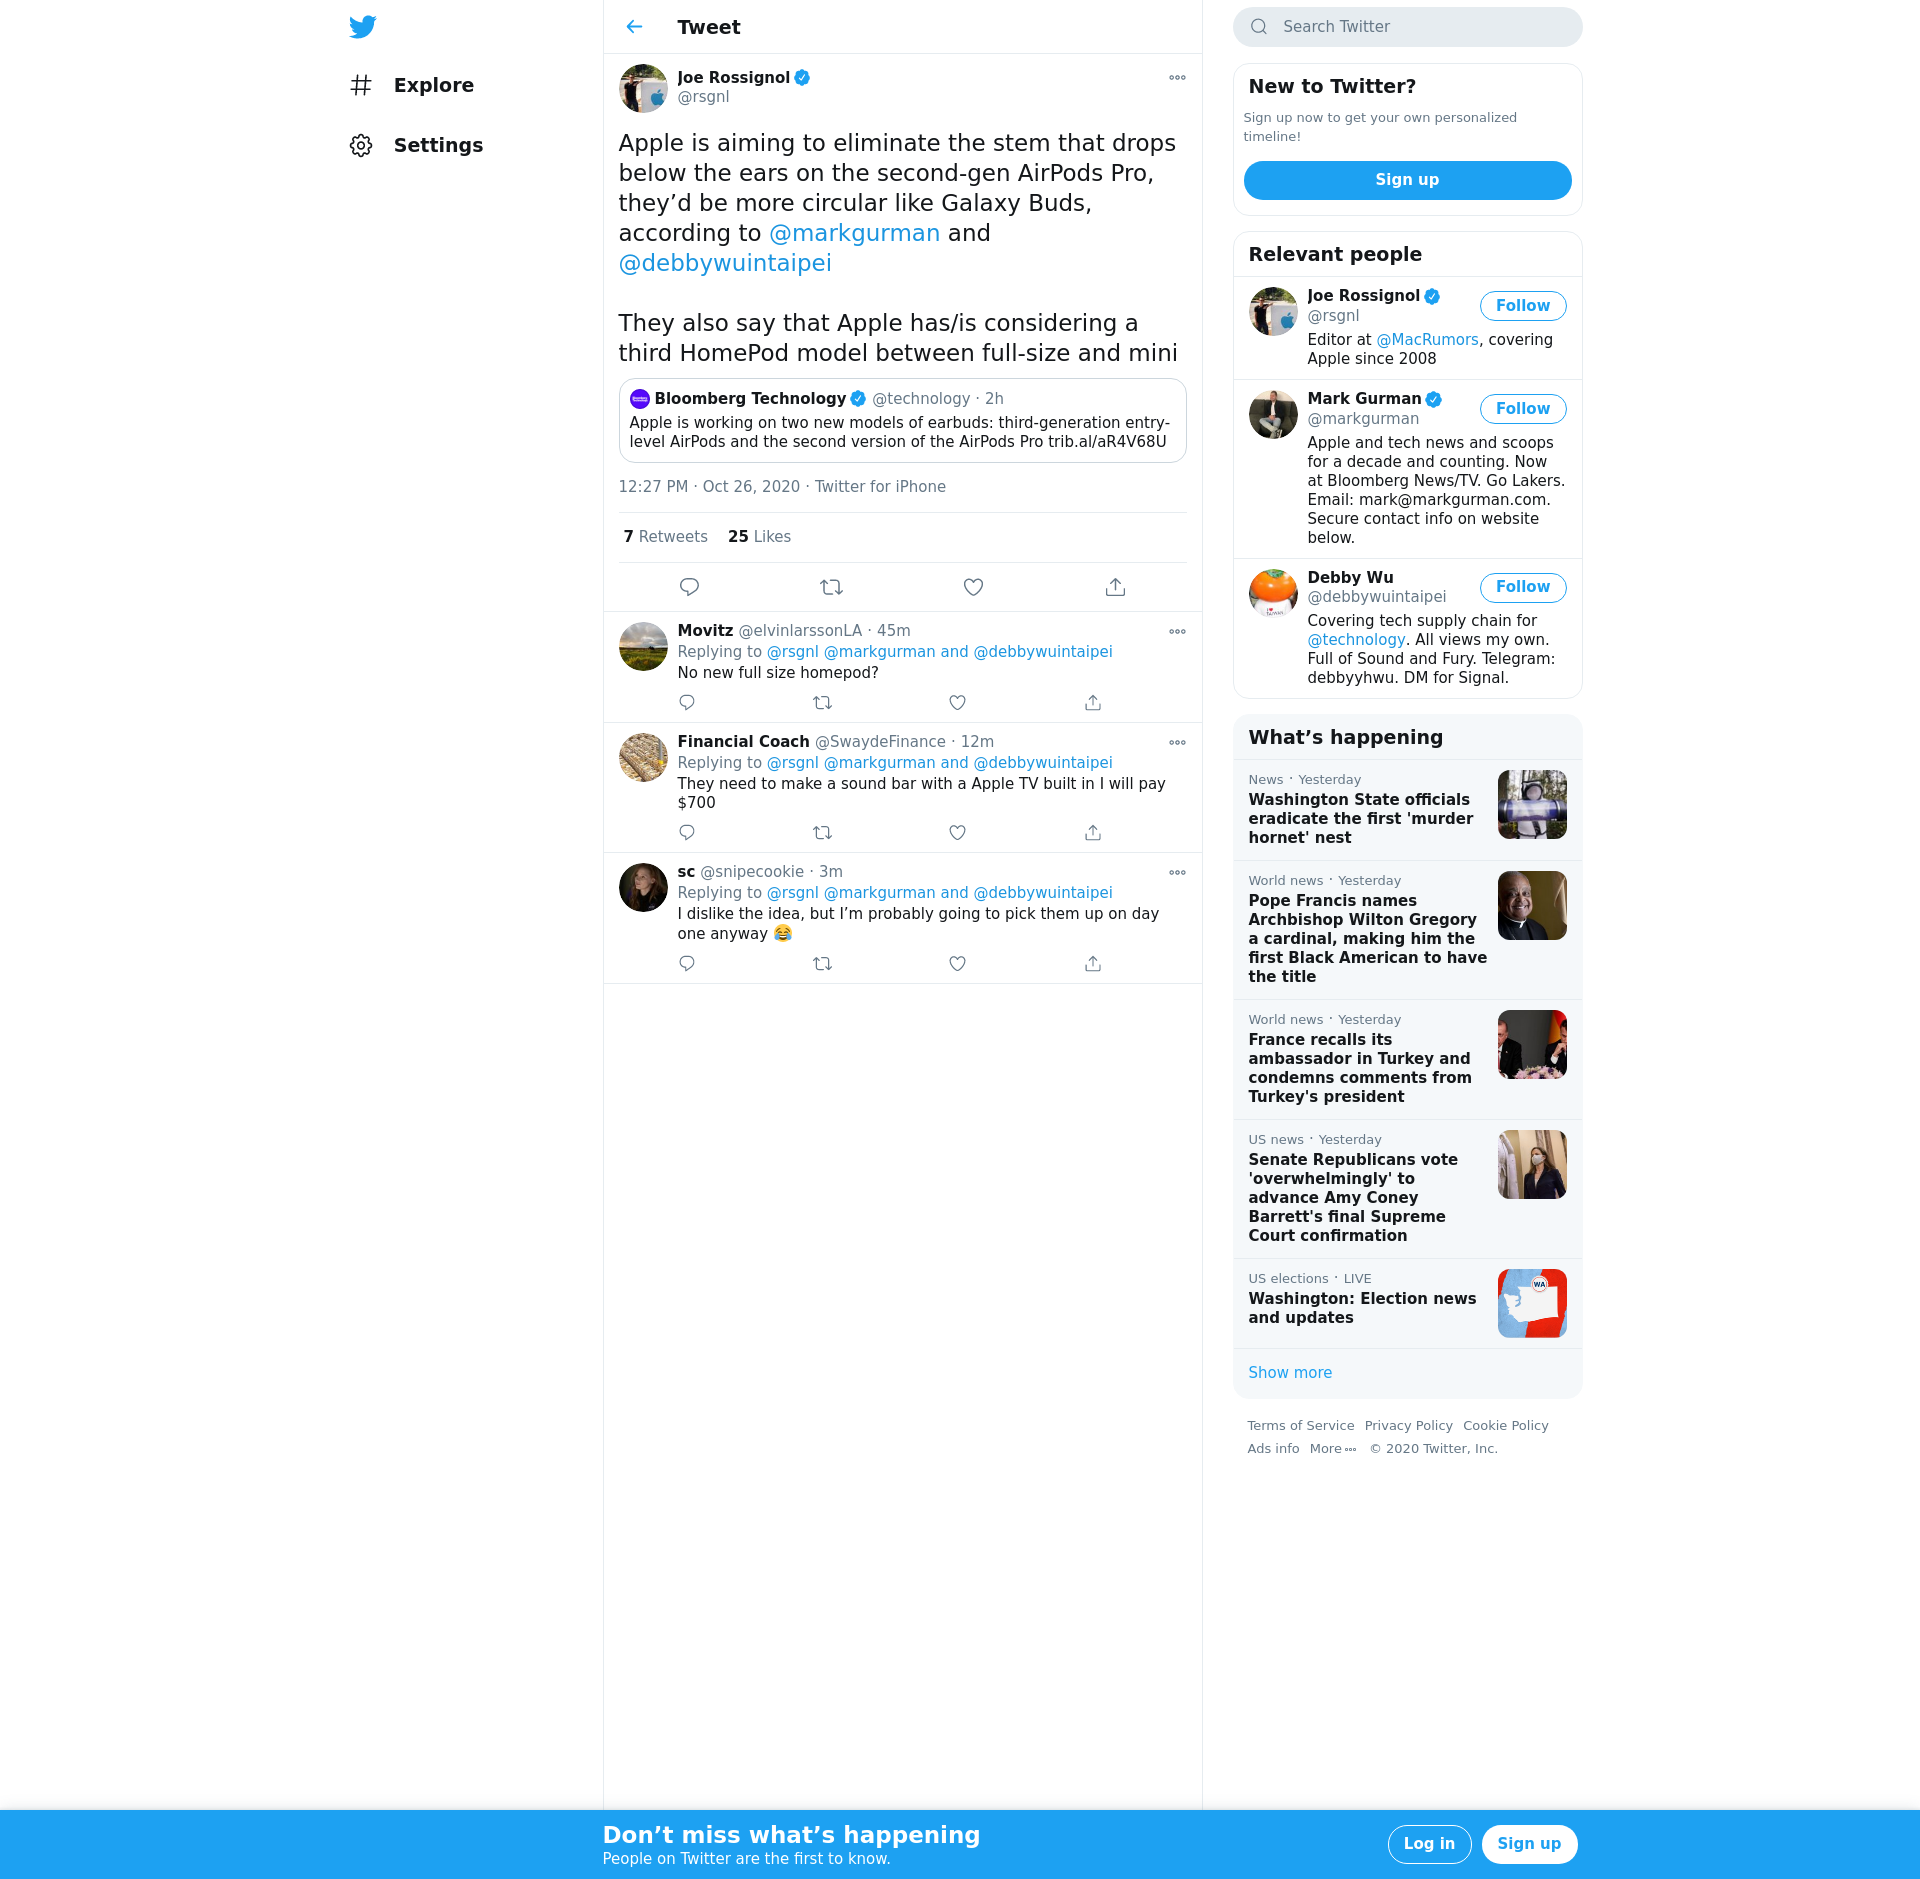 Explore
Settings
Tweet
Joe Rossignol
@rsgnl
Apple is aiming to eliminate the stem that drops
below the ears on the second-gen AirPods Pro,
they’d be more circular like Galaxy Buds,
according to @markgurman and
@debbywuintaipei
They also say that Apple has/is considering a
third HomePod model between full-size and mini
Bloomberg Technology @technology · 2h
Apple is working on two new models of earbuds: third-generation entry-
level AirPods and the second version of the AirPods Pro trib.al/aR4V68U
12:27 PM · Oct 26, 2020 · Twitter for iPhone
7 Retweets 25 Likes
Movitz @elvinlarssonLA · 45m
Replying to @rsgnl @markgurman and @debbywuintaipei
No new full size homepod?
Financial Coach @SwaydeFinance · 12m
Replying to @rsgnl @markgurman and @debbywuintaipei
They need to make a sound bar with a Apple TV built in I will pay
$700
sc @snipecookie · 3m
Replying to @rsgnl @markgurman and @debbywuintaipei
I dislike the idea, but I’m probably going to pick them up on day
one anyway 😂
Search Twitter
New to Twitter?
Sign up now to get your own personalized
timeline!
Sign up
Relevant people
Joe Rossignol
@rsgnl
Follow
Editor at @MacRumors, covering
Apple since 2008
Mark Gurman
@markgurman
Follow
Apple and tech news and scoops
for a decade and counting. Now
at Bloomberg News/TV. Go Lakers.
Email: mark@markgurman.com.
Secure contact info on website
below.
Debby Wu
@debbywuintaipei
Follow
Covering tech supply chain for
@technology. All views my own.
Full of Sound and Fury. Telegram:
debbyyhwu. DM for Signal.
What’s happening
News · Yesterday
Washington State officials
eradicate the first 'murder
hornet' nest
World news · Yesterday
Pope Francis names
Archbishop Wilton Gregory
a cardinal, making him the
first Black American to have
the title
World news · Yesterday
France recalls its
ambassador in Turkey and
condemns comments from
Turkey's president
US news · Yesterday
Senate Republicans vote
'overwhelmingly' to
advance Amy Coney
Barrett's final Supreme
Court confirmation
US elections · LIVE
Washington: Election news
and updates
WA
Show more
Terms of Service Privacy Policy Cookie Policy
Ads info More © 2020 Twitter, Inc.
Don’t miss what’s happening
People on Twitter are the first to know.
Log in
Sign up